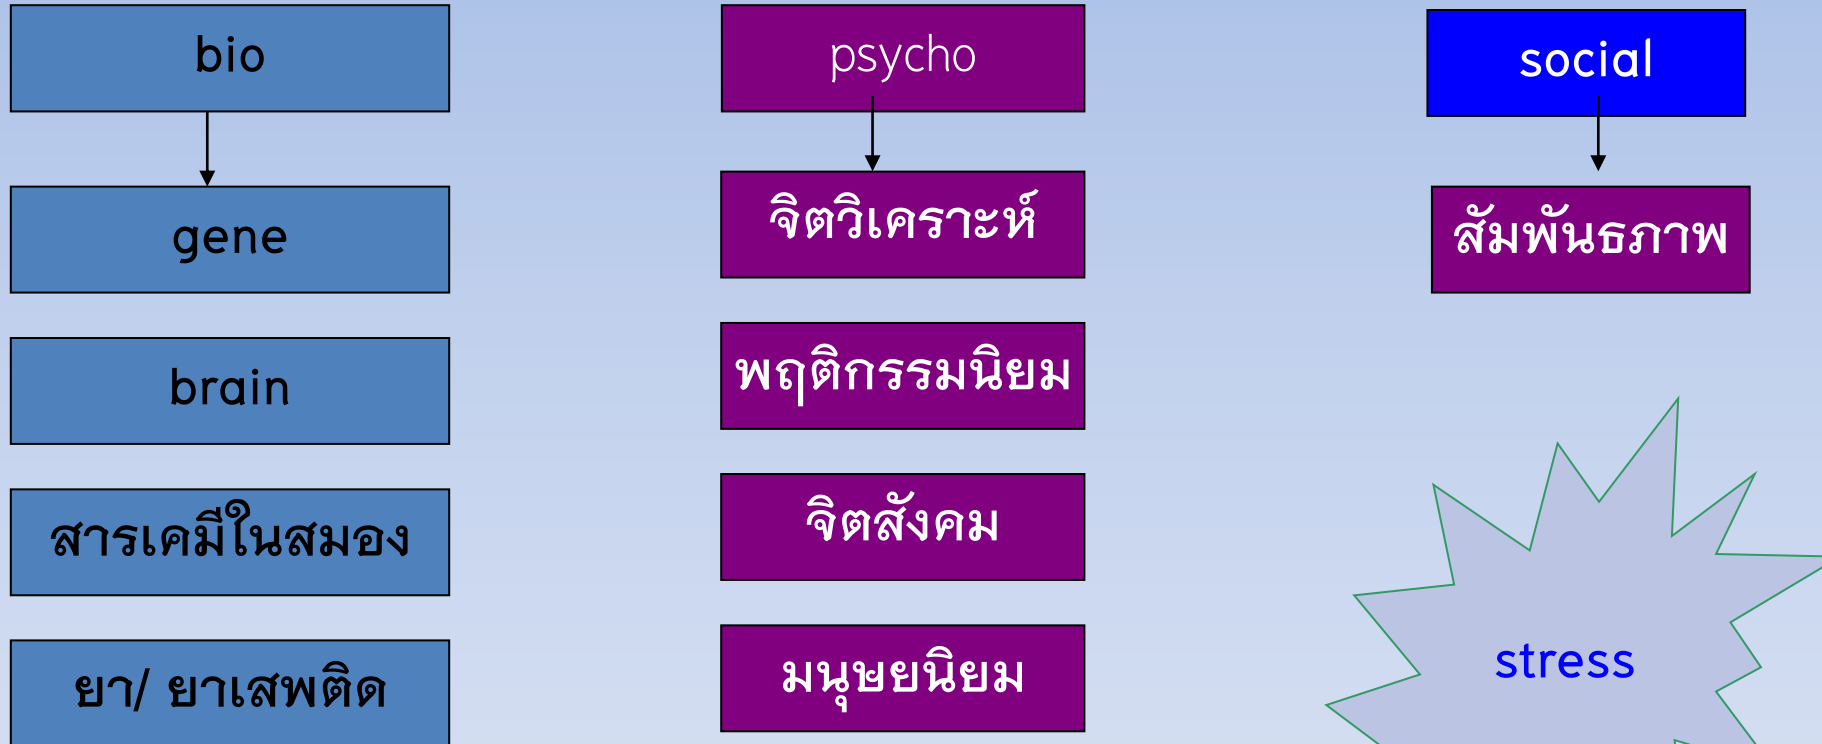 bio
gene
brain
สารเคมีในสมอง
ยา/ ยาเสพติด
psycho
จิตวิเคราะห์
พฤติกรรมนิยม
จิตสังคม
มนุษยนิยม
social
สัมพันธภาพ
stress